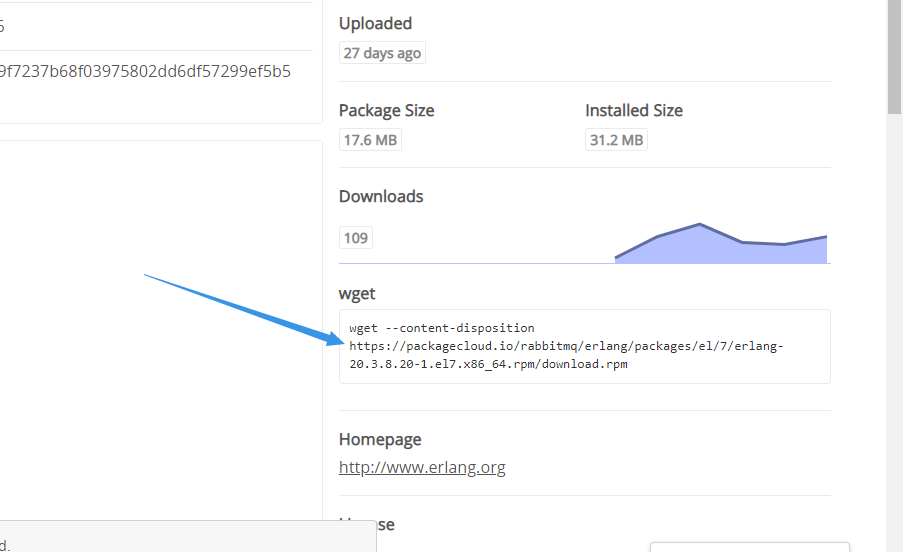 9f7237b68f03975802dd6df57299ef5b5
Uploaded
27 days ago
Package Size
Installed Size
17.6 MB
31.2 MB
Downloads
109
wget
wget --content-disposition
https://packagecloud.io/rabbitmq/erlang/packages/el/7/erlang-
20.3.8.20-1.el7.x86_64.rpm/download.rpm
Homepage
http://www.erlang.org
d.